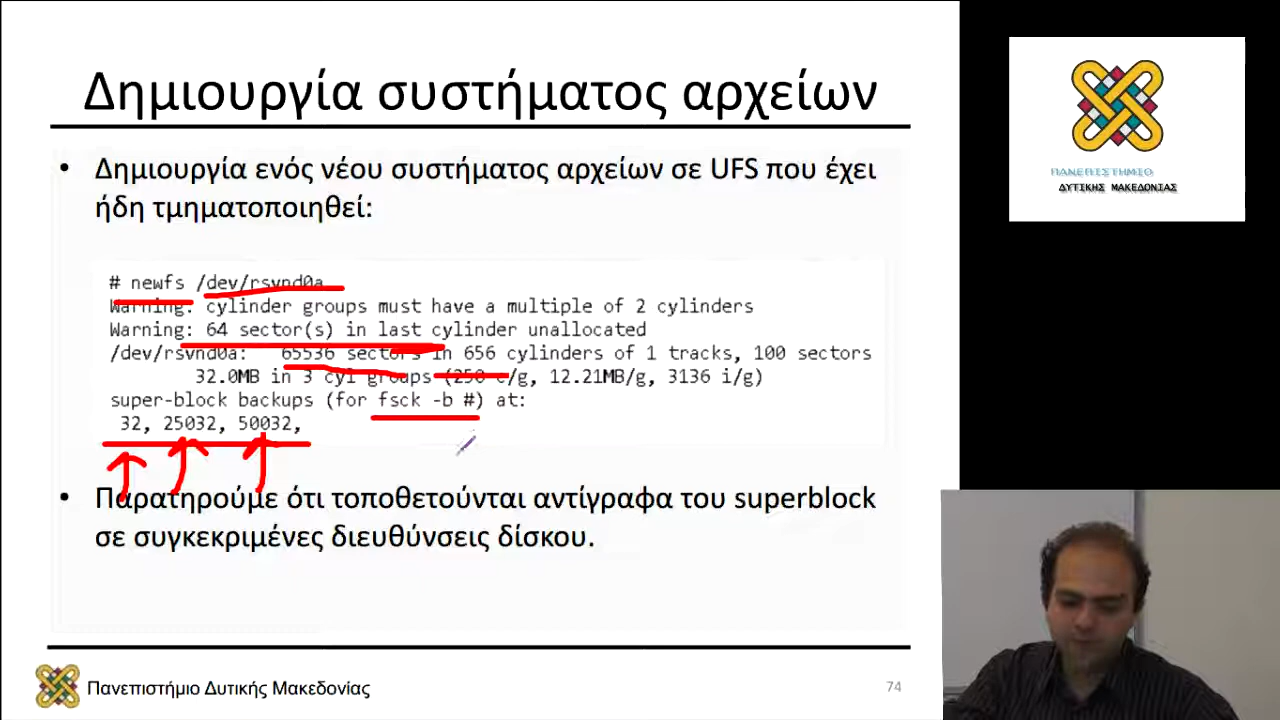 Δημιουργία συστήματος αρχείων
• Δημιουργία ενός νέου συστήματος αρχείων σε UFS που έχει
ήδη τμηματοποιηθεί:
# newfs /dev/rsvnd0a
Warning: cylinder groups must have a multiple of 2 cylinders
Warning: 64 sector(s) in last cylinder unallocated
/dev/rsvnd0a: 65536 sectors in 656 cylinders of 1 tracks, 100 sectors
32.0MB in 3 cyl groups (250 c/g, 12.21MB/g, 3136 i/g)
super-block backups (for fsck -b #) at:
32, 25032, 50032,
• Παρατηρούμε ότι τοποθετούνται αντίγραφα του superblock
σε συγκεκριμένες διευθύνσεις δίσκου.
Πανεπιστήμιο Δυτικής Μακεδονίας
74
ΠΑΝΕΠΙΣΤΗΜΙΟ
ΔΥΤΙΚΗΣ ΜΑΚΕΔΟΝΙΑΣ